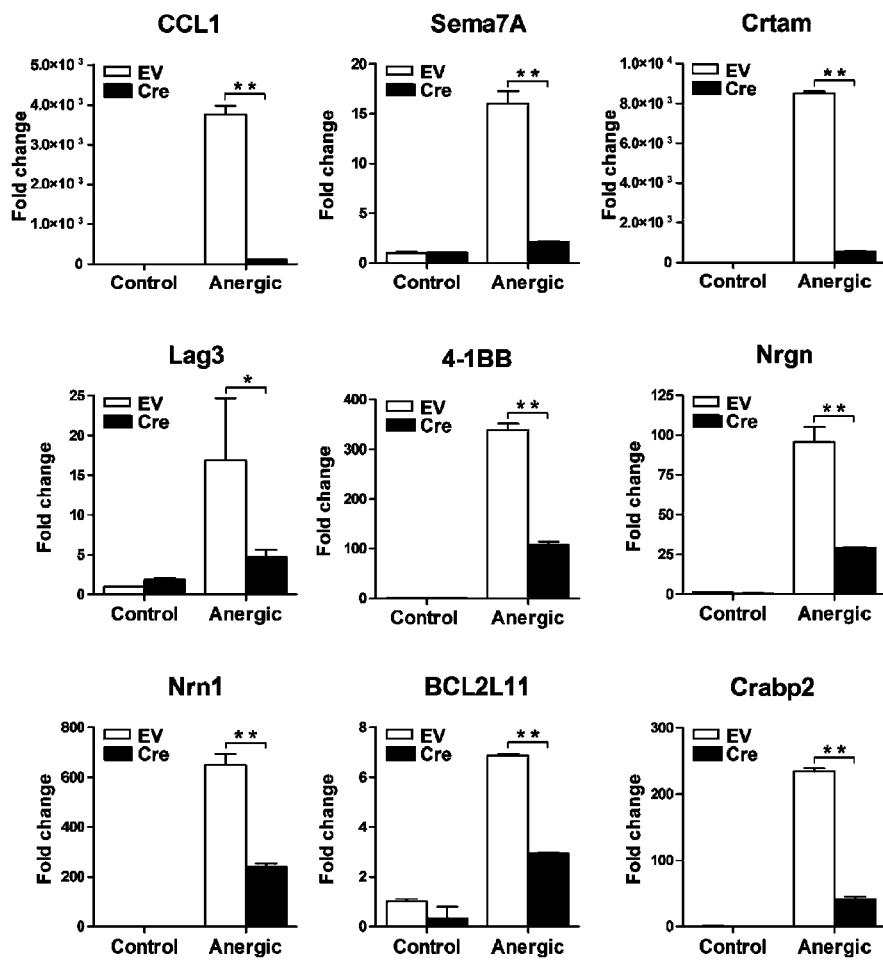 CCL1
Sema7A
Crtam
5.0×10³
4.0×10³
3.0×10³
2.0×10³
1.0×10³
0
Fold change
EV
Cre
**
Control Anergic
20
15
10
5
0
Fold change
EV
Cre
**
Control Anergic
1.0×10⁴
8.0×10³
6.0×10³
4.0×10³
2.0×10³
0
Fold change
EV
Cre
**
Control Anergic
Lag3
4-1BB
Nrgn
25
20
15
10
5
0
Fold change
EV
Cre
*
Control Anergic
400
300
200
100
0
Fold change
EV
Cre
**
Control Anergic
125
100
75
50
25
0
Fold change
EV
Cre
**
Control Anergic
Nrn1
BCL2L11
Crabp2
800
600
400
200
0
Fold change
EV
Cre
**
Control Anergic
8
6
4
2
0
Fold change
EV
Cre
**
Control Anergic
300
200
100
0
Fold change
EV
Cre
**
Control Anergic